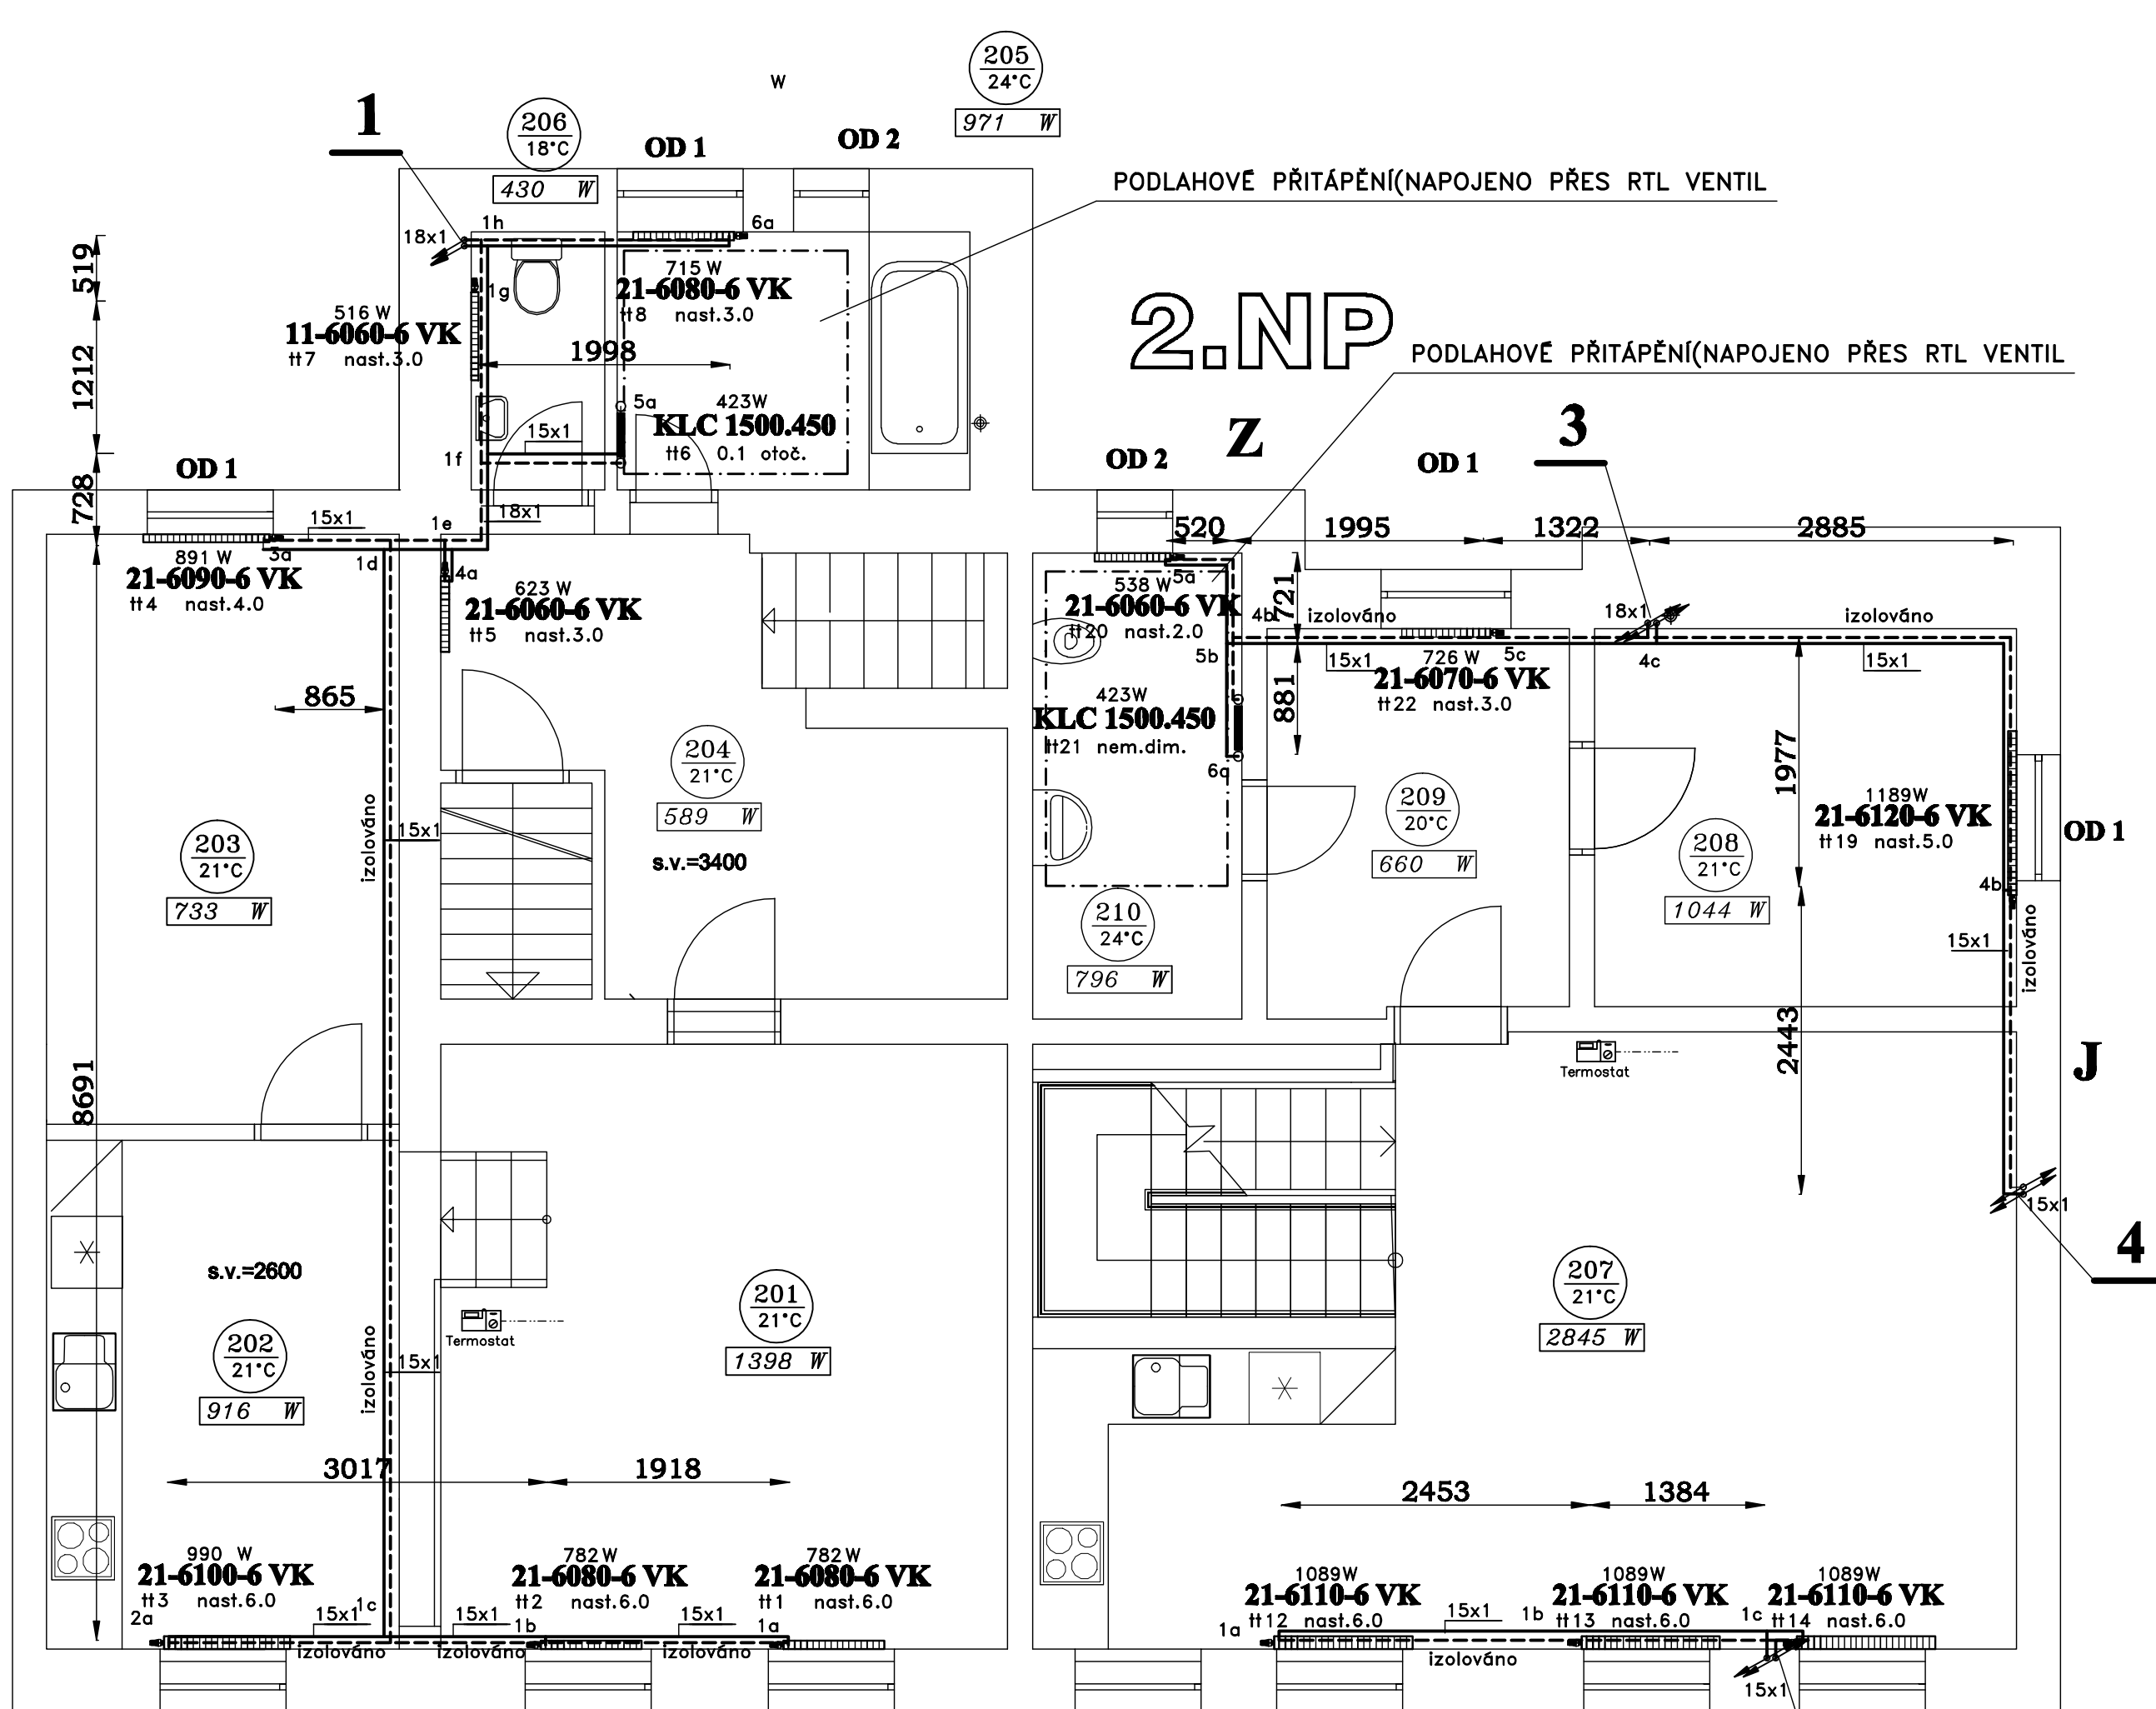 205
24°C
971 W
W
1
206
18°C
430 W
OD 1
OD 2
PODLAHOVÉ PŘITÁPĚNÍ(NAPOJENO PŘES RTL VENTIL
1h
6a
18x1
519
715 W
21-6080-6 VK
tt8 nast.3.0
1g
516 W
11-6060-6 VK
tt7 nast.3.0
1998
1212
2.NP
PODLAHOVÉ PŘITÁPĚNÍ(NAPOJENO PŘES RTL VENTIL
5a
423W
KLC 1500.450
tt6 0.1 otoč.
15x1
1f
Z
3
OD 1
OD 2
OD 1
728
18x1
15x1
1e
520
1995
1322
2885
3a
1d
891 W
21-6090-6 VK
tt4 nast.4.0
4a
623 W
21-6060-6 VK
tt5 nast.3.0
5a
538 W
21-6060-6 VK
tt20 nast.2.0
721
4b
izolováno
18x1
izolováno
5b
15x1
726 W
5c
4c
15x1
21-6070-6 VK
tt22 nast.3.0
865
423W
KLC 1500.450
tt21 nem.dim.
881
6a
1977
204
21°C
589 W
s.v.=3400
209
20°C
660 W
1189W
21-6120-6 VK
tt19 nast.5.0
OD 1
izolováno
15x1
203
21°C
733 W
208
21°C
1044 W
4b
210
24°C
796 W
15x1
izolováno
8691
2443
Termostat
J
15x1
4
s.v.=2600
207
21°C
2845 W
201
21°C
1398 W
Termostat
202
21°C
916 W
izolováno
15x1
3017
1918
2453
1384
990 W
21-6100-6 VK
tt3 nast.6.0
782 W
21-6080-6 VK
tt2 nast.6.0
782 W
21-6080-6 VK
tt1 nast.6.0
1089W
21-6110-6 VK
tt12 nast.6.0
1089W
21-6110-6 VK
tt13 nast.6.0
1089W
21-6110-6 VK
tt14 nast.6.0
2a
15x1
1c
15x1
1b
15x1
1a
1a
15x1
1b
1c
izolováno
izolováno
izolováno
izolováno
15x1